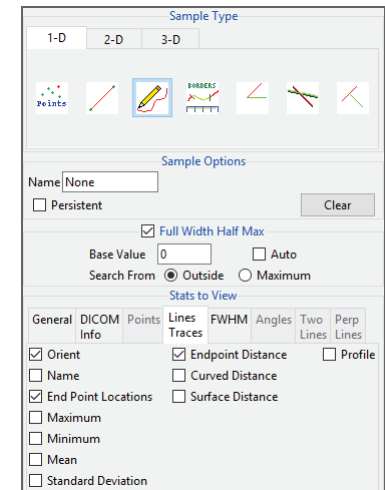 Sample Type
1-D 2-D 3-D
Points
BORDERS
Sample Options
Name None
Persistent Clear
Full Width Half Max
Base Value 0 Auto
Search From Outside Maximum
Stats to View
General DICOM Info Points Lines Traces FWHM Angles Two Lines Perp Lines
Orient Endpoint Distance Profile
Name Curved Distance
End Point Locations Surface Distance
Maximum
Minimum
Mean
Standard Deviation